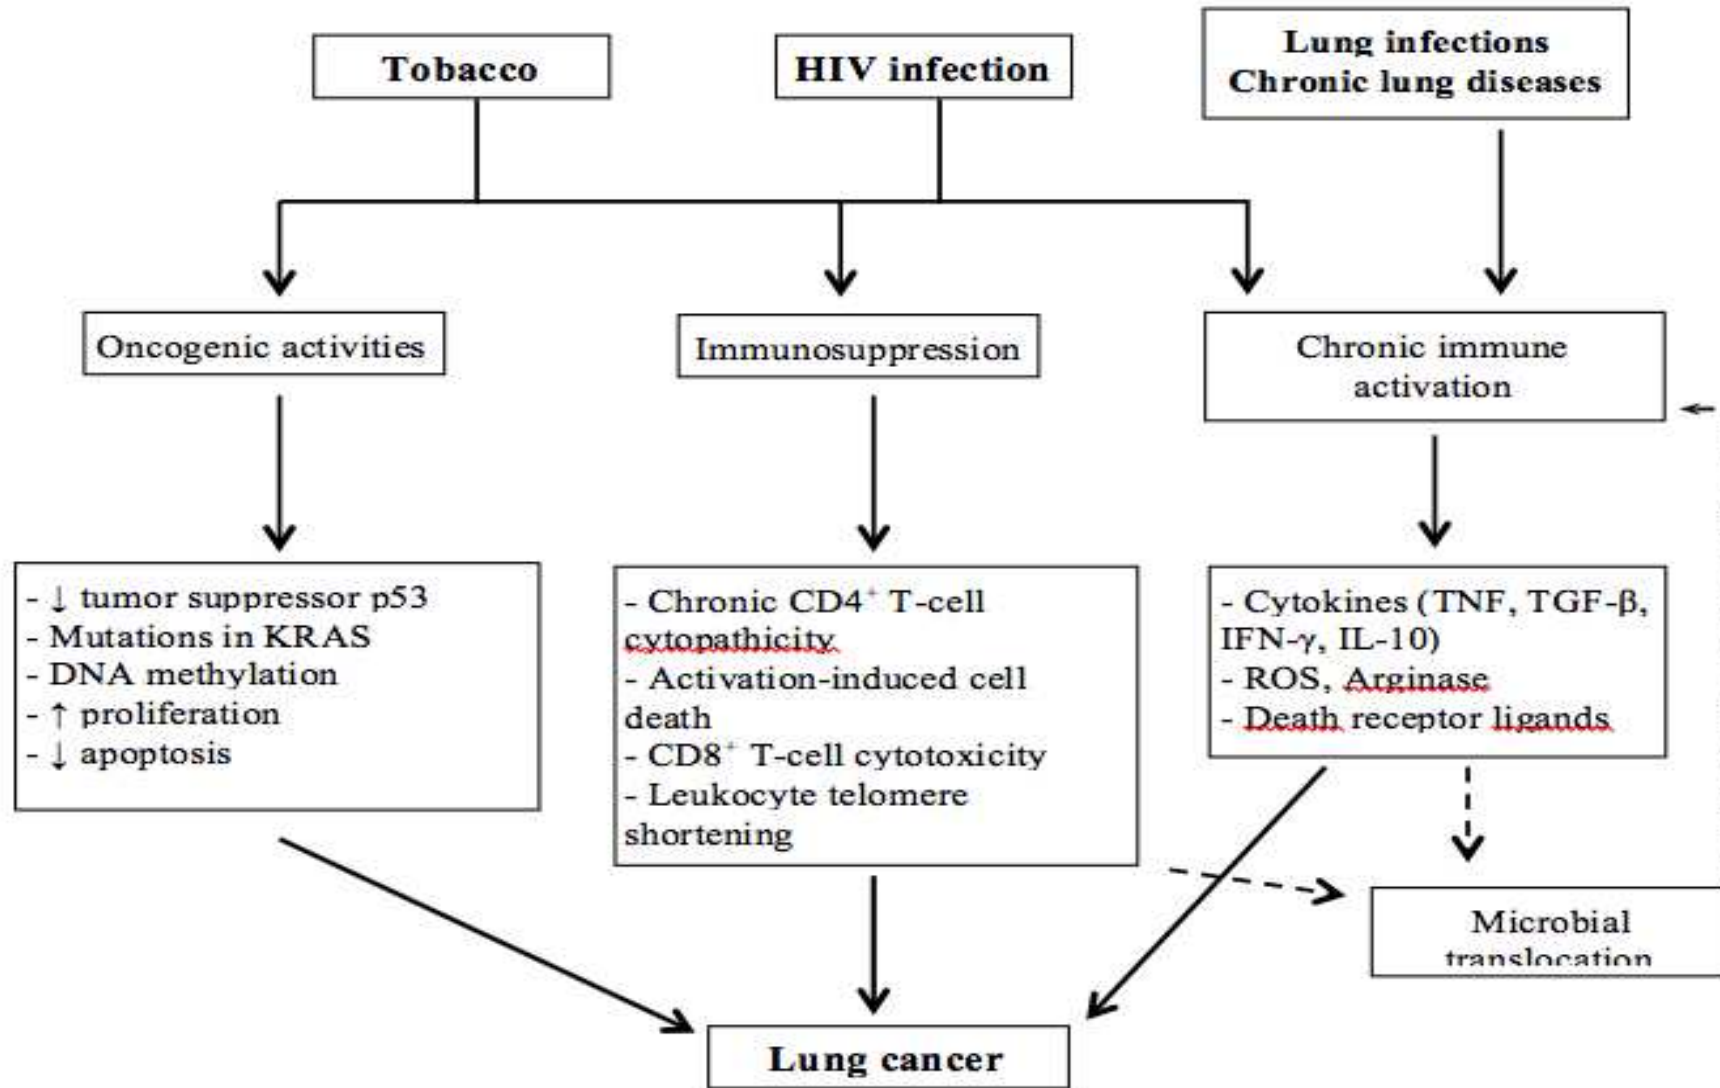 Tobacco
HIV infection
Lung infections
Chronic lung diseases
Oncogenic activities
Immunosuppression
Chronic immune
activation
- ↓ tumor suppressor p53
- Mutations in KRAS
- DNA methylation
- ↑ proliferation
- ↓ apoptosis
- Chronic CD4⁺ T-cell
cytopathicity
- Activation-induced cell
death
- CD8⁺ T-cell cytotoxicity
- Leukocyte telomere
shortening
- Cytokines (TNF, TGF-β,
IFN-γ, IL-10)
- ROS, Arginase
- Death receptor ligands
Microbial
translocation
Lung cancer